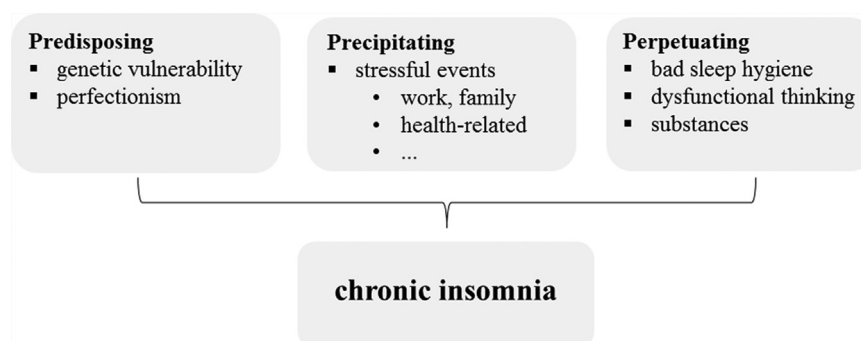 Predisposing
▪ genetic vulnerability
▪ perfectionism
Precipitating
▪ stressful events
• work, family
• health-related
• ...
Perpetuating
▪ bad sleep hygiene
▪ dysfunctional thinking
▪ substances
chronic insomnia